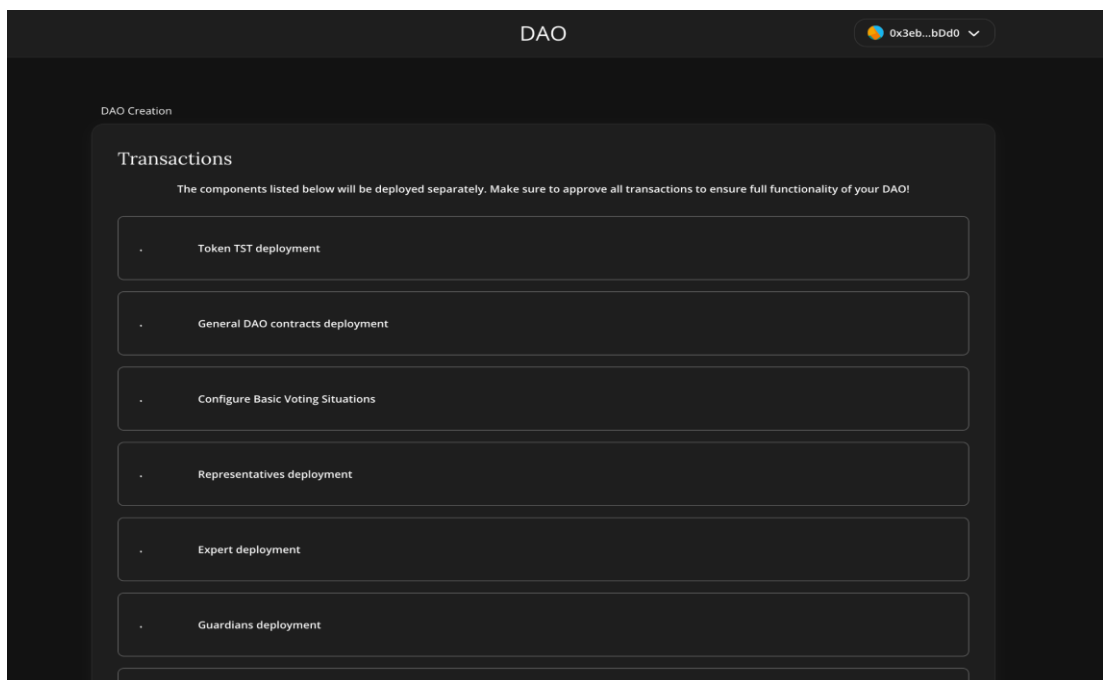 DAO
0x3eb...bDd0
DAO Creation
Transactions
The components listed below will be deployed separately. Make sure to approve all transactions to ensure full functionality of your DAO!
. Token TST deployment
. General DAO contracts deployment
. Configure Basic Voting Situations
. Representatives deployment
. Expert deployment
. Guardians deployment